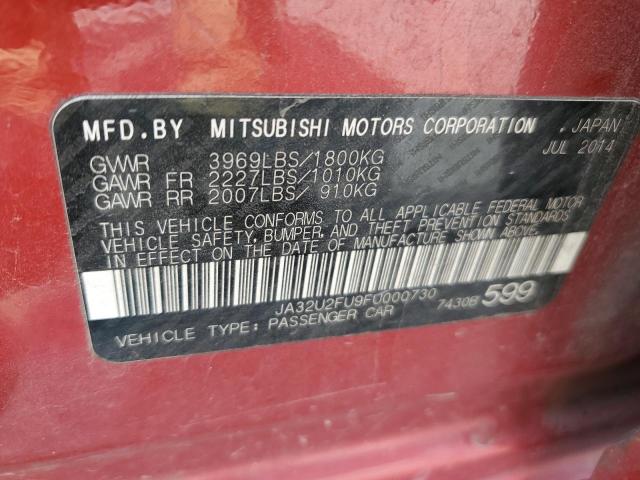 MFD.BY MITSUBISHI MOTORS CORPORATION. JAPAN
JUL 2014
GVWR 3969LBS/1800KG
GAWR FR 2227LBS/1010KG
GAWR RR 2007LBS/ 910KG
THIS VEHICLE CONFORMS TO ALL APPLICABLE FEDERAL MOTOR
VEHICLE SAFETY, BUMPER, AND THEFT PREVENTION STANDARDS
IN EFFECT ON THE DATE OF MANUFACTURE SHOWN ABOVE.
JA32U2FU9FU000730
VEHICLE TYPE: PASSENGER CAR 7430B 599